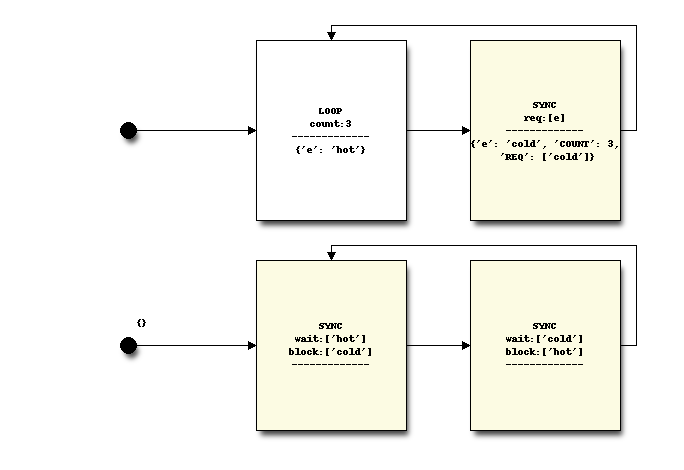 LOOP
count:3
-------------
{'e': 'hot'}
SYNC
req:[e]
-------------
{'e': 'cold', 'COUNT': 3,
'REQ': ['cold']}
{}
SYNC
wait:['hot']
block:['cold']
-------------
SYNC
wait:['cold']
block:['hot']
-------------